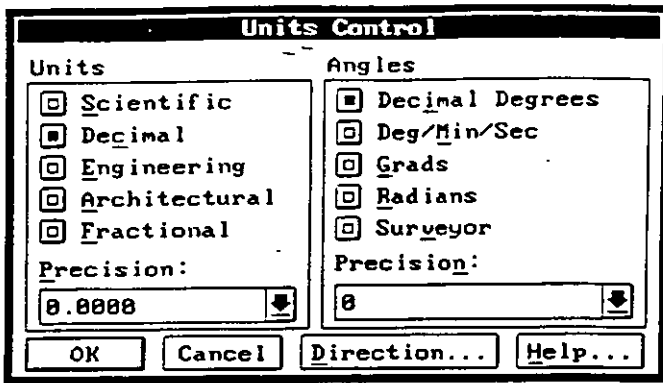 Units Control
Units
Scientific
Decimal
Engineering
Architectural
Fractional
Precision:
0.0000
Angles
Decimal Degrees
Deg/Min/Sec
Grads
Radians
Surveyor
Precision:
0
OK
Cancel
Direction...
Help...